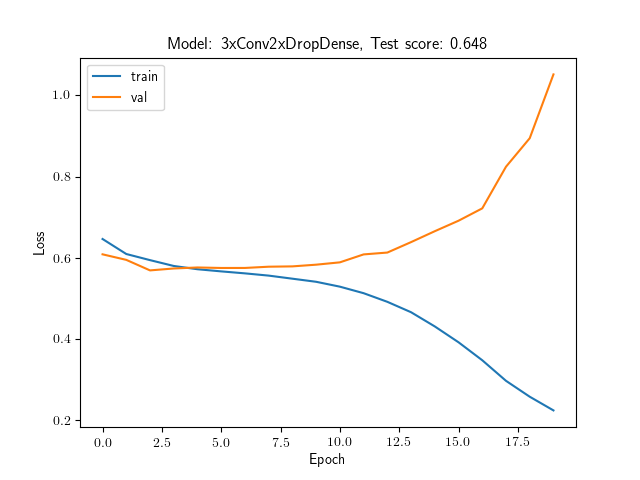 Model: 3xConv2xDropDense, Test score: 0.648
train
val
1.0
0.8
0.6
0.4
0.2
Loss
0.0 2.5 5.0 7.5 10.0 12.5 15.0 17.5
Epoch